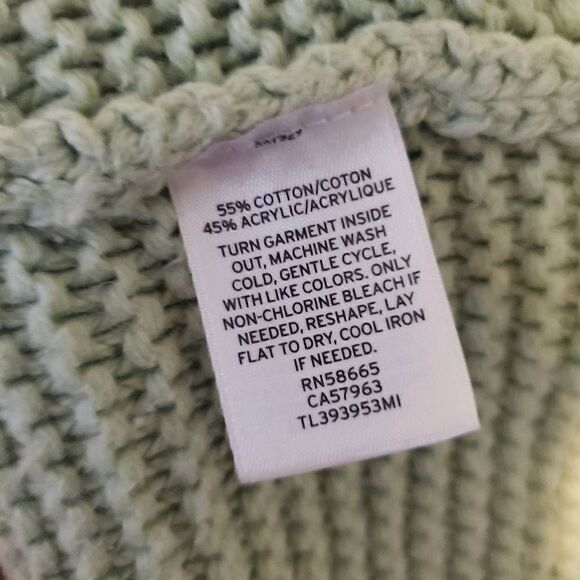 55% COTTON/COTON
45% ACRYLIC/ACRYLIQUE
TURN GARMENT INSIDE
OUT, MACHINE WASH
COLD, GENTLE CYCLE,
WITH LIKE COLORS. ONLY
NON-CHLORINE BLEACH IF
NEEDED, RESHAPE, LAY
FLAT TO DRY, COOL IRON
IF NEEDED.
RN58665
CA57963
TL393953MI